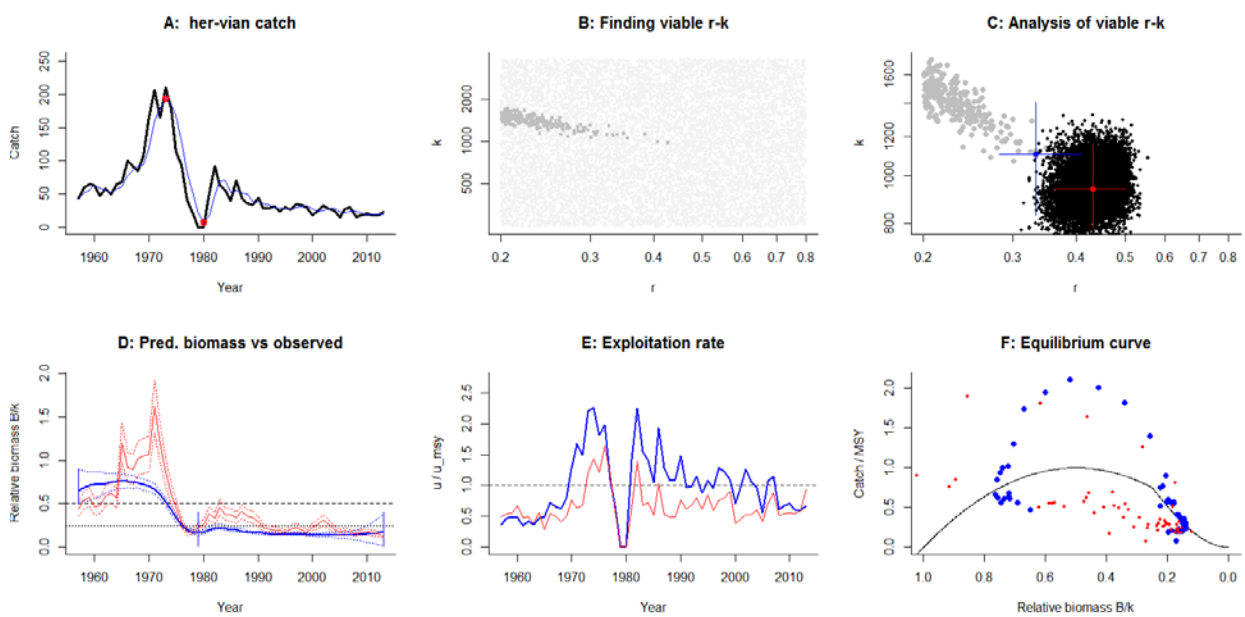 A: her-vian catch
250
200
150
100
50
0
Catch
1960 1970 1980 1990 2000 2010
Year
B: Finding viable r-k
2000
1000
500
k
0.2 0.3 0.4 0.5 0.6 0.7 0.8
r
C: Analysis of viable r-k
1600
1200
1000
800
k
0.2 0.3 0.4 0.5 0.6 0.7 0.8
r
D: Pred. biomass vs observed
2.0
1.5
1.0
0.5
0.0
Relative biomass B/k
1960 1970 1980 1990 2000 2010
Year
E: Exploitation rate
2.5
2.0
1.5
1.0
0.5
0.0
u / u_msy
1960 1970 1980 1990 2000 2010
Year
F: Equilibrium curve
2.0
1.5
1.0
0.5
0.0
Catch / MSY
1.0 0.8 0.6 0.4 0.2 0.0
Relative biomass B/k